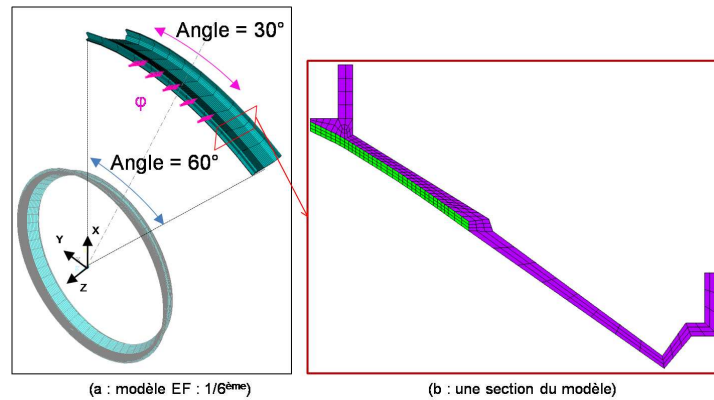 Angle = 30°
φ
Angle = 60°
X
Y
Z
(a : modèle EF : 1/6ème)
(b : une section du modèle)